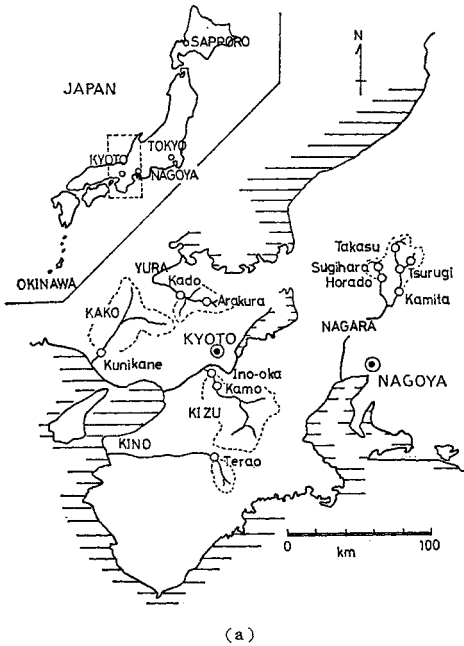 SAPPORO
N
JAPAN
TOKYO
KYOTO
NAGOYA
OKINAWA
Takasu
Sugihara
Tsurugi
Horado
Kamita
YURA
Kado
Arakura
KAKO
NAGARA
KYOTO
Kunikane
Ino-oka
Kamo
NAGOYA
KIZU
KINO
Terao
0 100
km
(a)